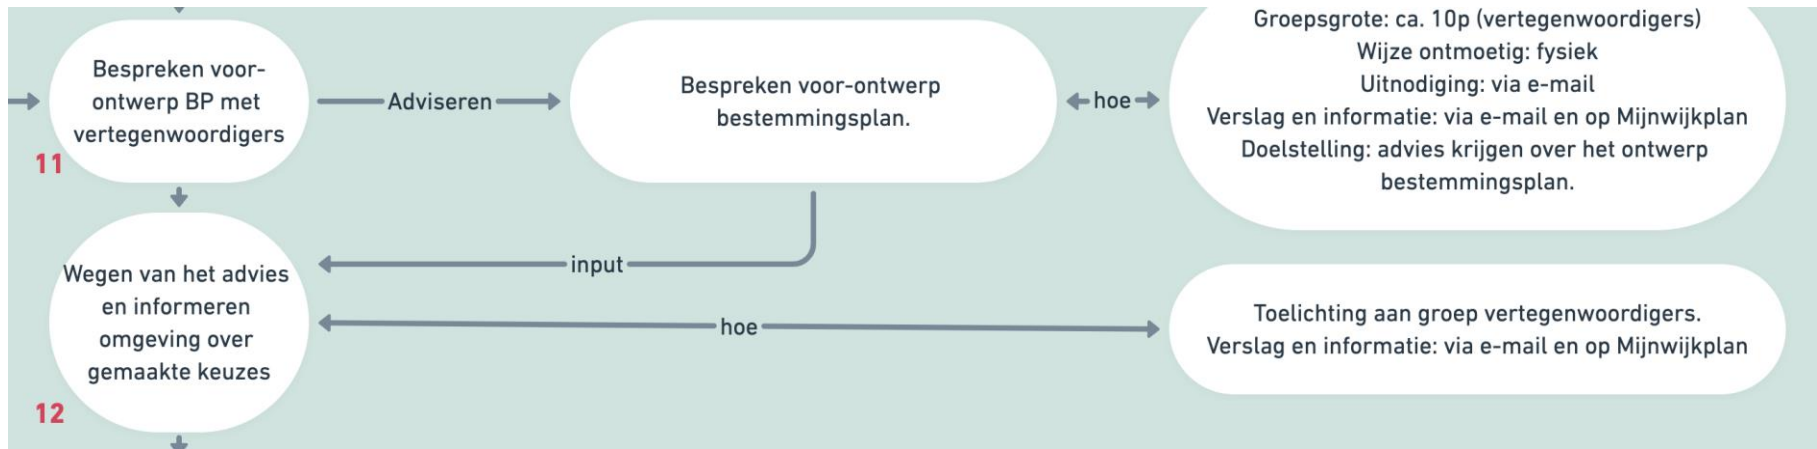 Bespreken voor-
ontwerp BP met
vertegenwoordigers
11
Adviseren
Bespreken voor-ontwerp
bestemmingsplan.
hoe
Groepsgrote: ca. 10p (vertegenwoordigers)
Wijze ontmoetig: fysiek
Uitnodiging: via e-mail
Verslag en informatie: via e-mail en op Mijnwijkplan
Doelstelling: advies krijgen over het ontwerp
bestemmingsplan.
input
Wegen van het advies
en informeren
omgeving over
gemaakte keuzes
12
hoe
Toelichting aan groep vertegenwoordigers.
Verslag en informatie: via e-mail en op Mijnwijkplan